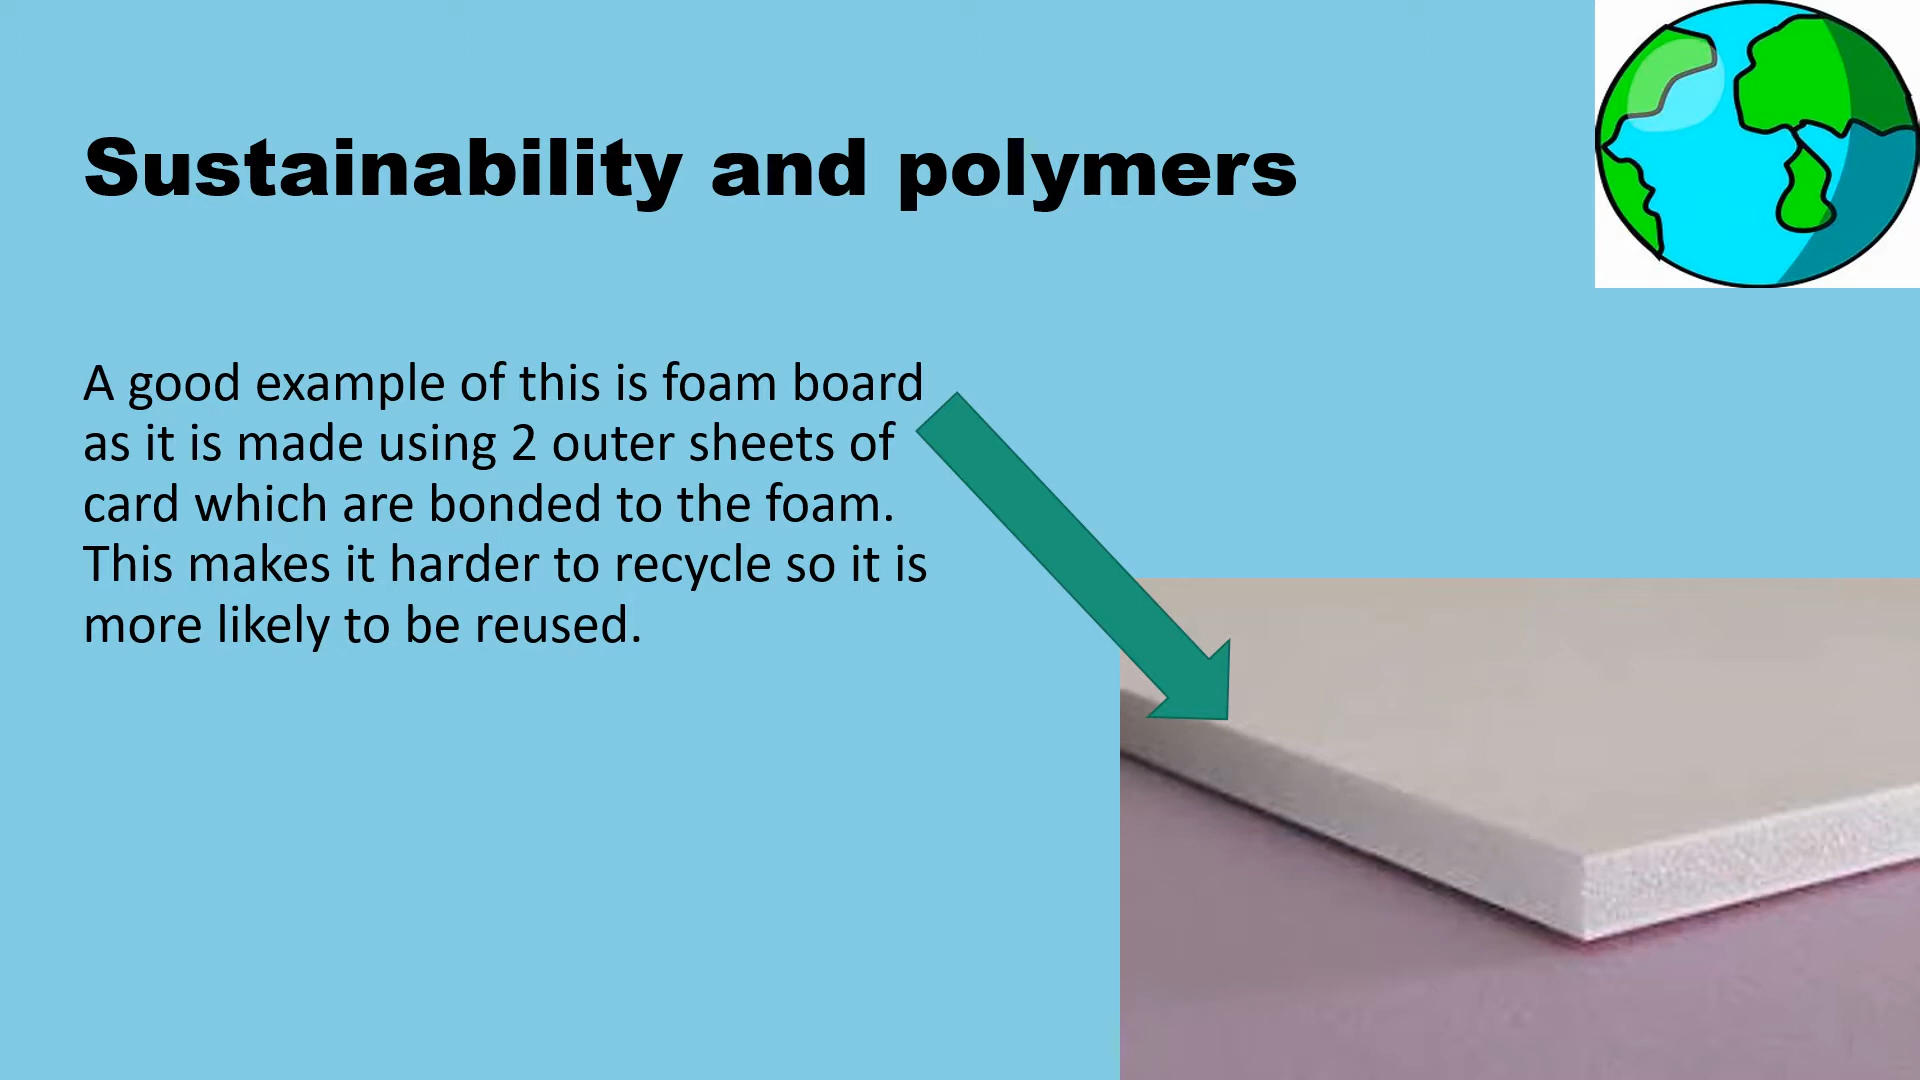 Sustainability and polymers
A good example of this is foam board
as it is made using 2 outer sheets of
card which are bonded to the foam.
This makes it harder to recycle so it is
more likely to be reused.